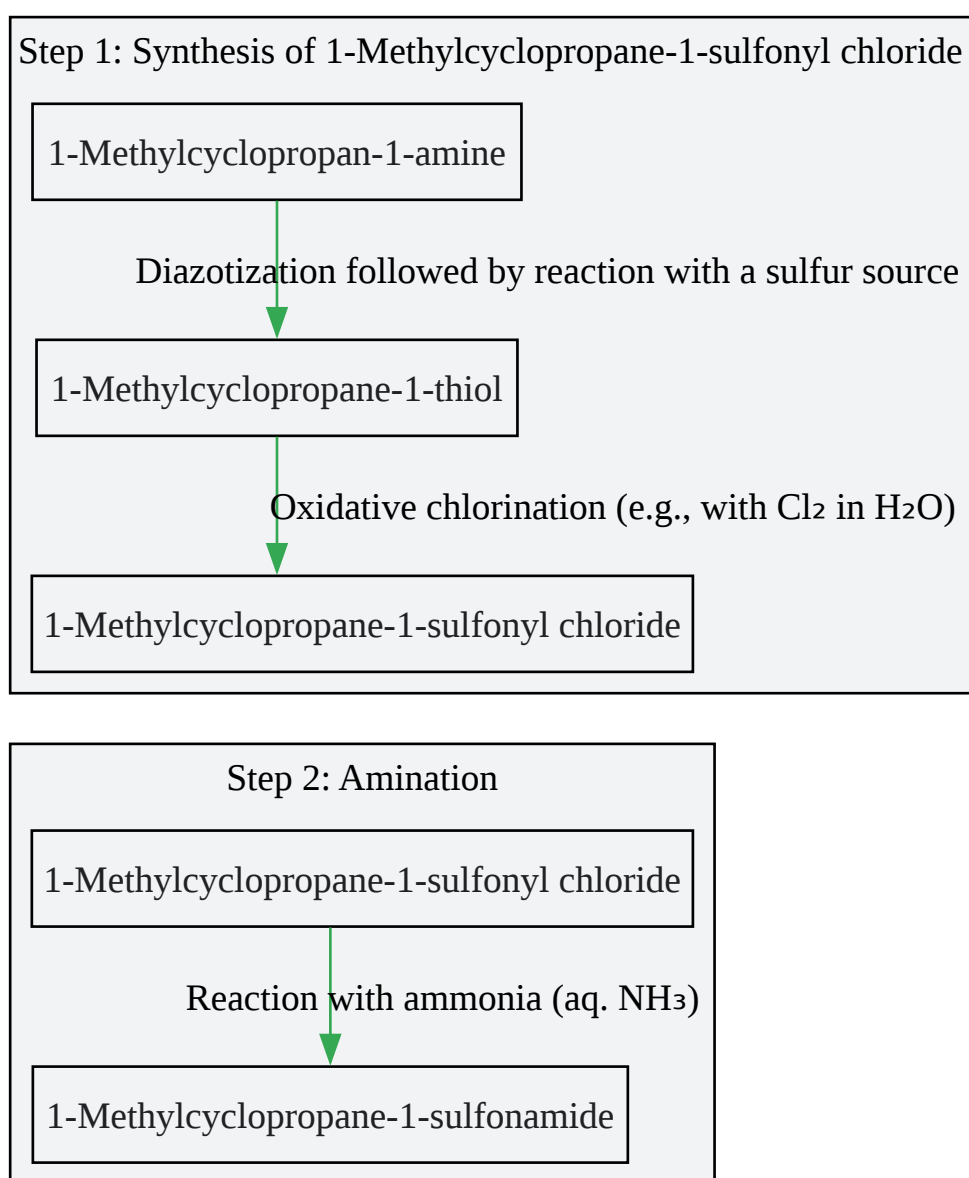 Step 1: Synthesis of 1-Methylcyclopropane-1-sulfonyl chloride
1-Methylcyclopropan-1-amine
Diazotization followed by reaction with a sulfur source
1-Methylcyclopropane-1-thiol
Oxidative chlorination (e.g., with Cl₂ in H₂O)
1-Methylcyclopropane-1-sulfonyl chloride
Step 2: Amination
1-Methylcyclopropane-1-sulfonyl chloride
Reaction with ammonia (aq. NH₃)
1-Methylcyclopropane-1-sulfonamide